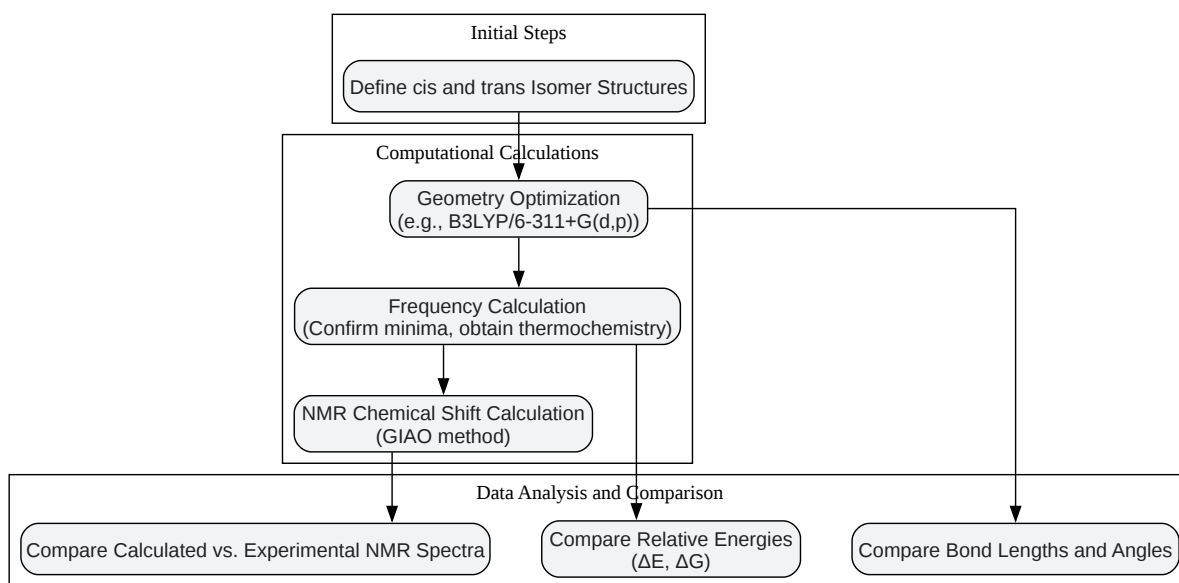 Initial Steps
Define cis and trans Isomer Structures
Computational Calculations
Geometry Optimization
(e.g., B3LYP/6-311+G(d,p))
Frequency Calculation
(Confirm minima, obtain thermochemistry)
NMR Chemical Shift Calculation
(GIAO method)
Data Analysis and Comparison
Compare Calculated vs. Experimental NMR Spectra
Compare Relative Energies
(ΔE, ΔG)
Compare Bond Lengths and Angles